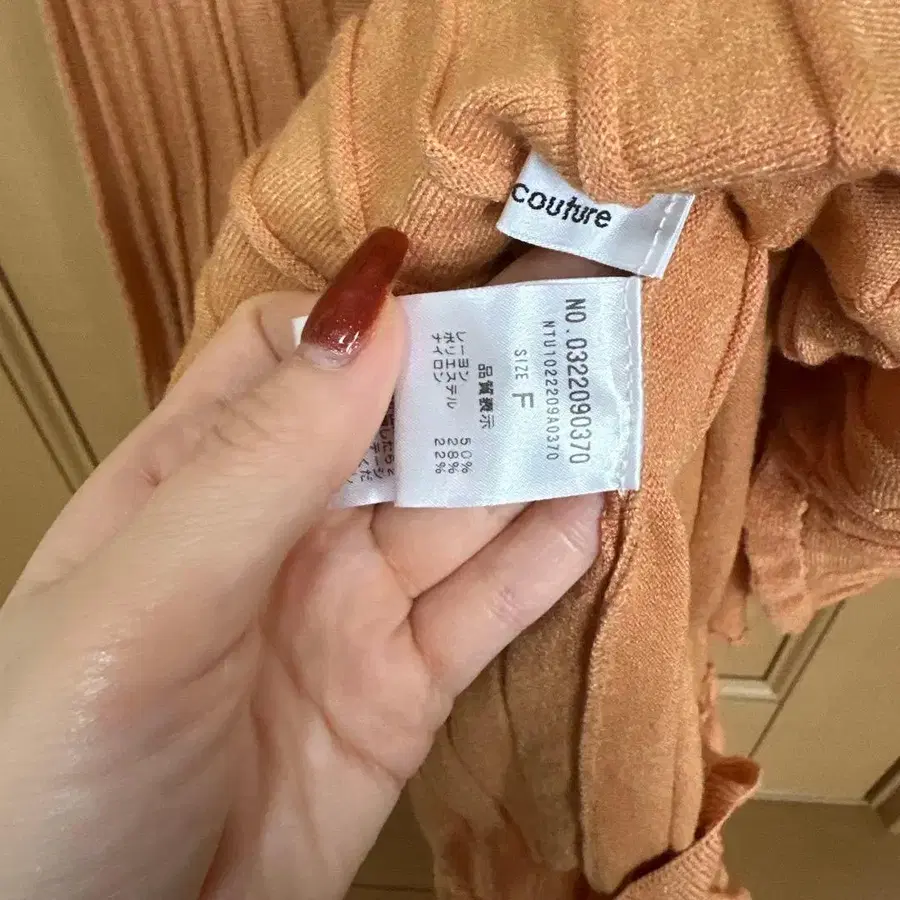 couture
NO.0322090370
NTU1022209A0370
SIZE F
品質表示
レーヨン 50%
ポリエステル 28%
ナイロン 22%